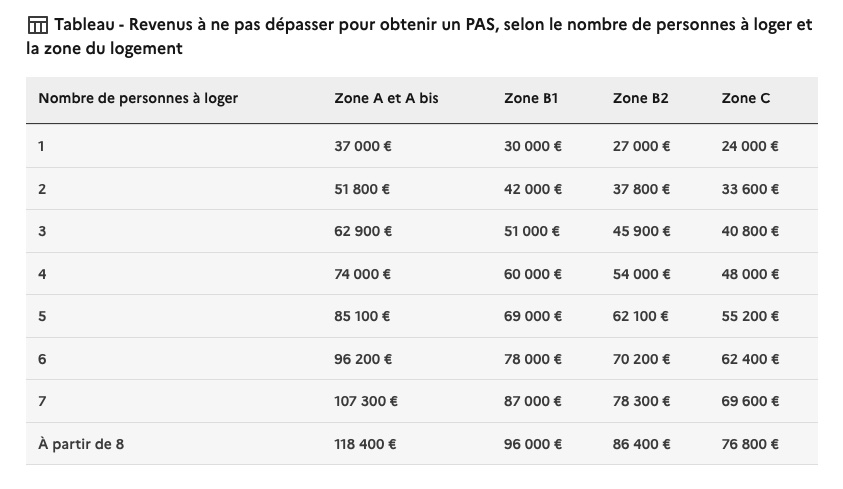 Tableau - Revenus à ne pas dépasser pour obtenir un PAS, selon le nombre de personnes à loger et
la zone du logement
Nombre de personnes à loger Zone A et A bis Zone B1 Zone B2 Zone C
1 37 000 € 30 000 € 27 000 € 24 000 €
2 51 800 € 42 000 € 37 800 € 33 600 €
3 62 900 € 51 000 € 45 900 € 40 800 €
4 74 000 € 60 000 € 54 000 € 48 000 €
5 85 100 € 69 000 € 62 100 € 55 200 €
6 96 200 € 78 000 € 70 200 € 62 400 €
7 107 300 € 87 000 € 78 300 € 69 600 €
À partir de 8 118 400 € 96 000 € 86 400 € 76 800 €